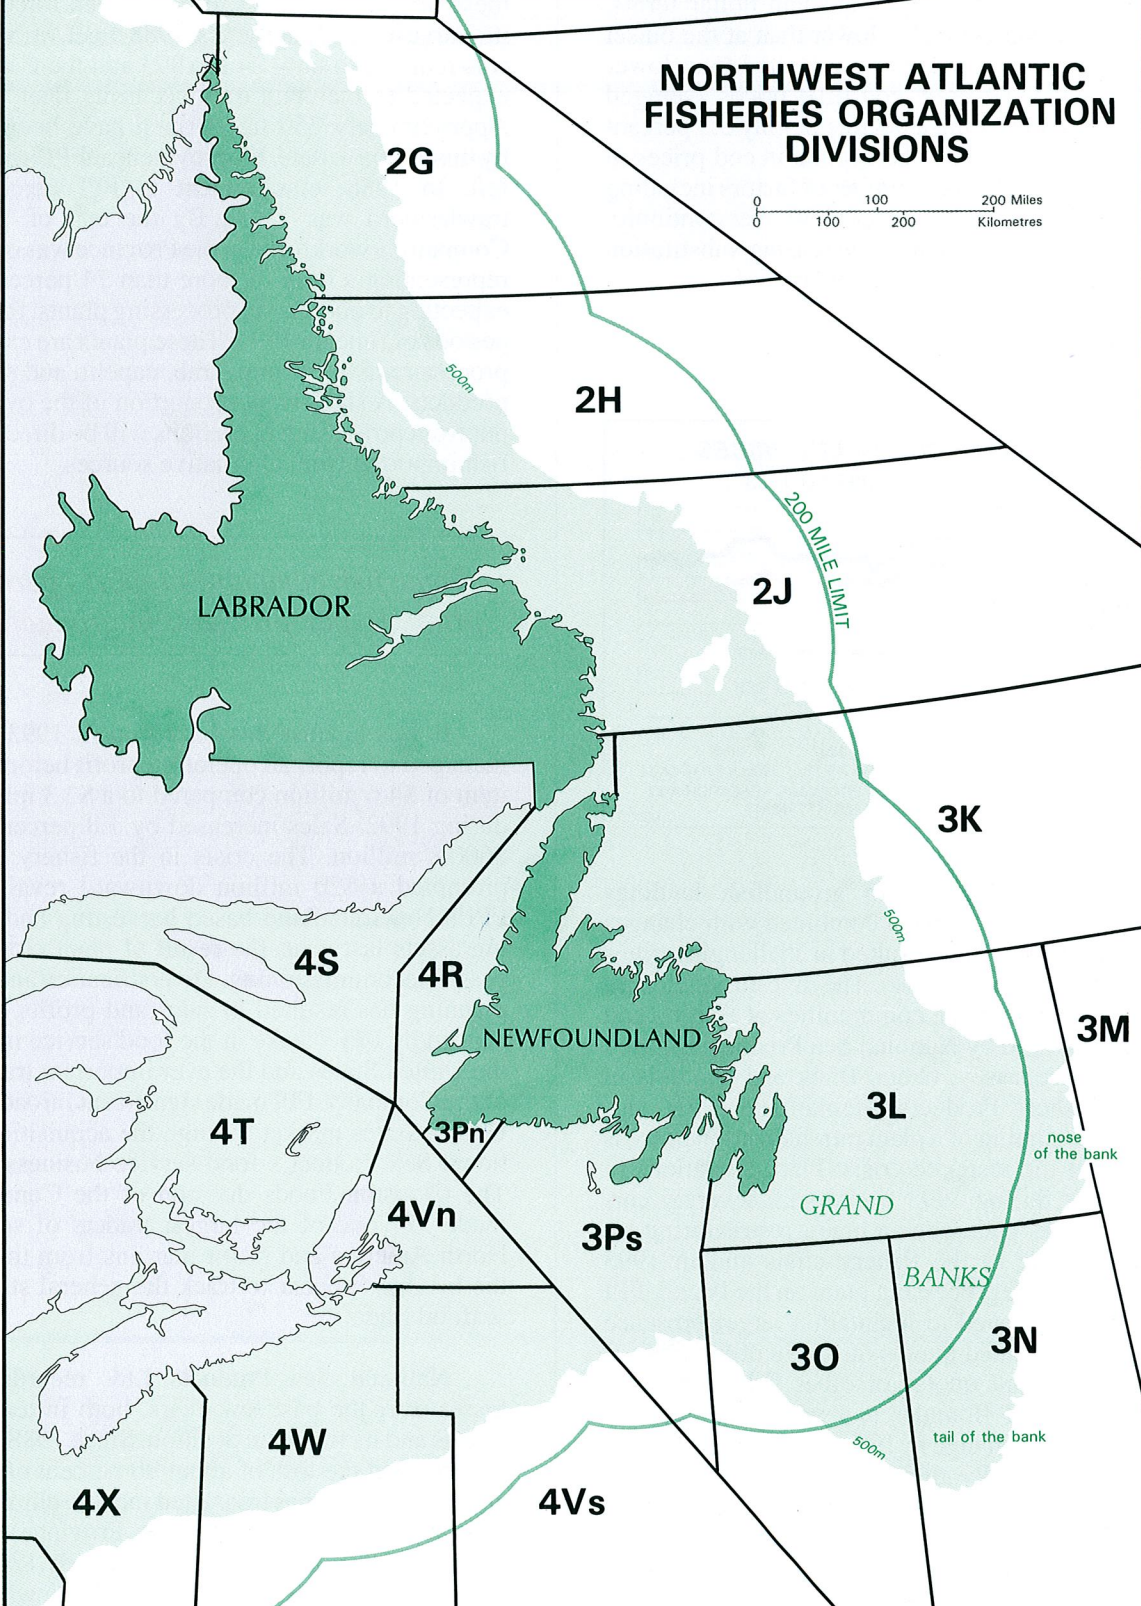 NORTHWEST ATLANTIC
FISHERIES ORGANIZATION
DIVISIONS
0 100 200 Miles
0 100 200 Kilometres
2G
500m
2H
200 MILE LIMIT
2J
LABRADOR
3K
500m
4S
4R
NEWFOUNDLAND
3M
3L
4T
3Pn
nose
of the bank
4Vn
3Ps
GRAND
BANKS
3O
3N
4W
tail of the bank
500m
4X
4Vs